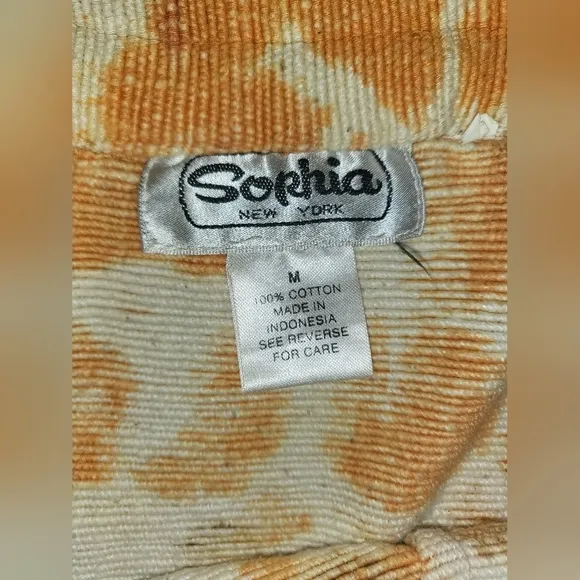 Sophia
NEW YORK
M
100% COTTON
MADE IN
INDONESIA
SEE REVERSE
FOR CARE